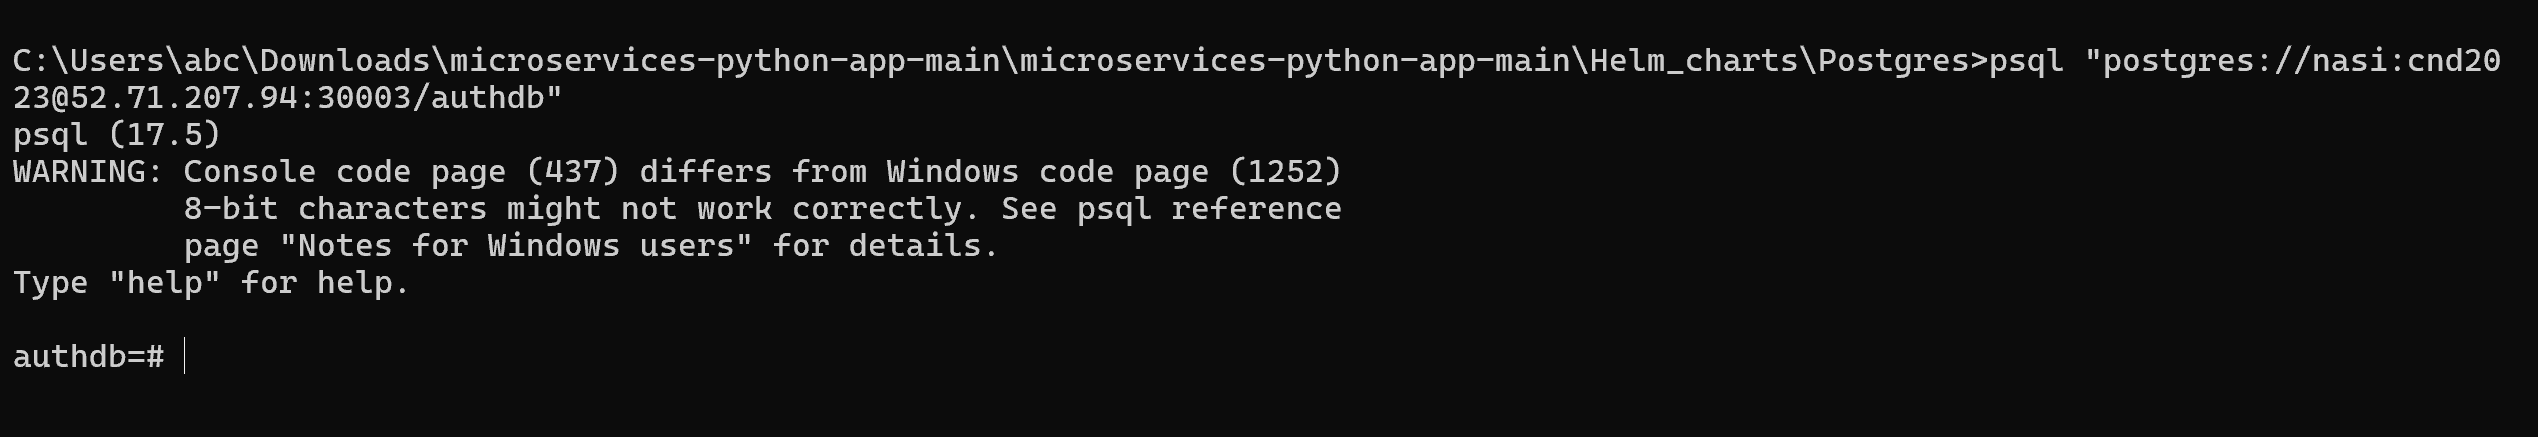 C:\Users\abc\Downloads\microservices-python-app-main\microservices-python-app-main\Helm_charts\Postgres>psql "postgres://nasi:cnd20
23@52.71.207.94:30003/authdb"
psql (17.5)
WARNING: Console code page (437) differs from Windows code page (1252)
         8-bit characters might not work correctly. See psql reference
         page "Notes for Windows users" for details.
Type "help" for help.
authdb=#